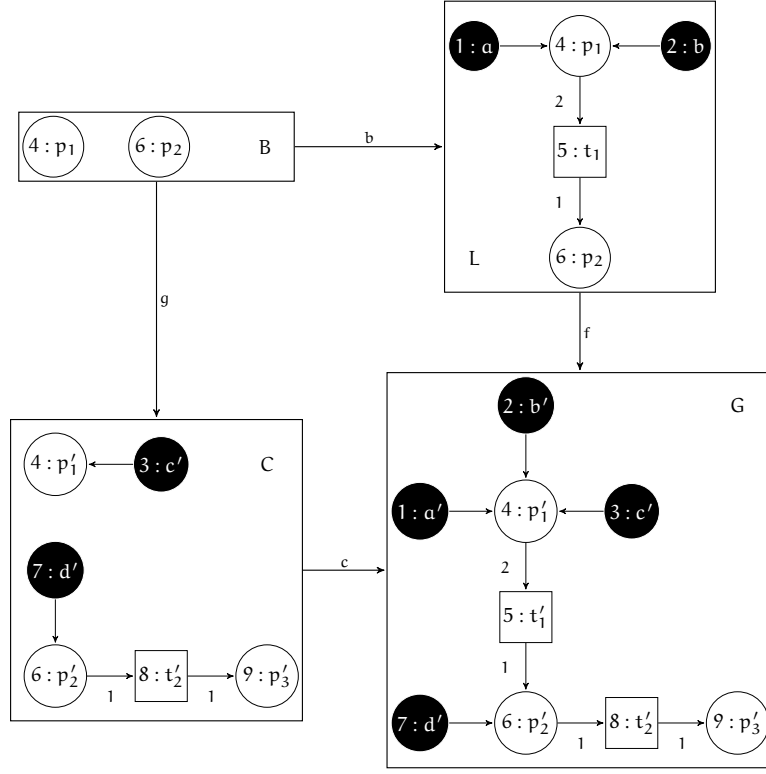 1 : a
4 : p₁
2 : b
2
5 : t₁
1
L
6 : p₂
4 : p₁
6 : p₂
B
b
g
f
4 : p′₁
3 : c′
C
7 : d′
6 : p′₂
1
8 : t′₂
1
9 : p′₃
c
2 : b′
G
1 : a′
4 : p′₁
3 : c′
2
5 : t′₁
1
7 : d′
6 : p′₂
1
8 : t′₂
1
9 : p′₃